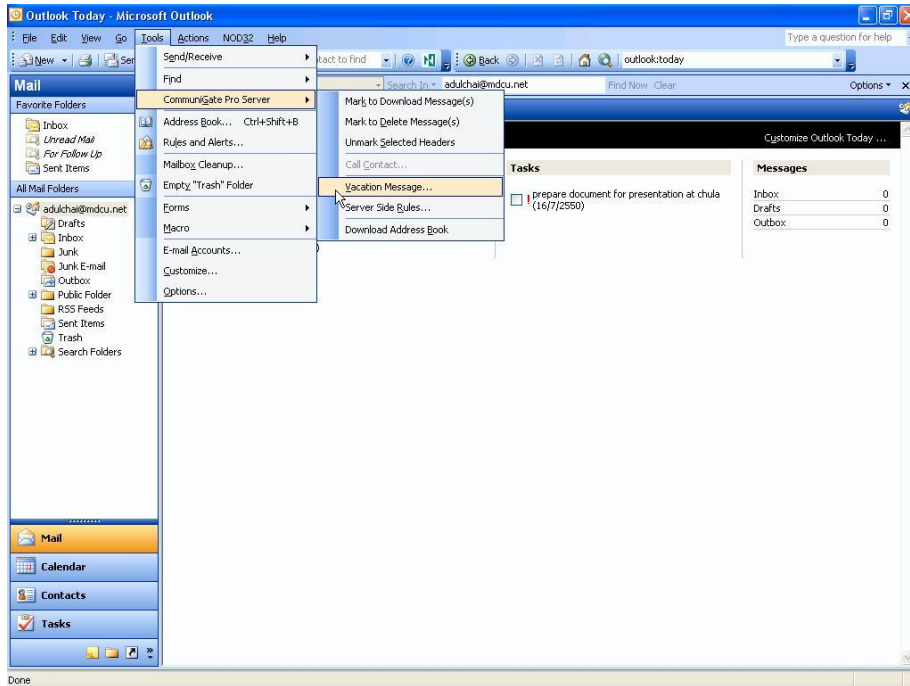 Outlook Today - Microsoft Outlook
File Edit View Go Tools Actions NOD32 Help
Type a question for help
New
Back
outlook:today
Mail
Search In
adulchai@mdcu.net
Find Now Clear
Options
Favorite Folders
Inbox
Unread Mail
For Follow Up
Sent Items
All Mail Folders
adulchai@mdcu.net
Drafts
Inbox
Junk
Junk E-mail
Outbox
Public Folder
RSS Feeds
Sent Items
Trash
Search Folders
Send/Receive
Find
CommuniGate Pro Server
Address Book... Ctrl+Shift+B
Rules and Alerts...
Mailbox Cleanup...
Empty "Trash" Folder
Forms
Macro
E-mail Accounts...
Customize...
Options...
Mark to Download Message(s)
Mark to Delete Message(s)
Unmark Selected Headers
Call Contact...
Vacation Message...
Server Side Rules...
Download Address Book
Customize Outlook Today ...
Tasks
! prepare document for presentation at chula
(16/7/2550)
Messages
Inbox 0
Drafts 0
Outbox 0
Mail
Calendar
Contacts
Tasks
Done